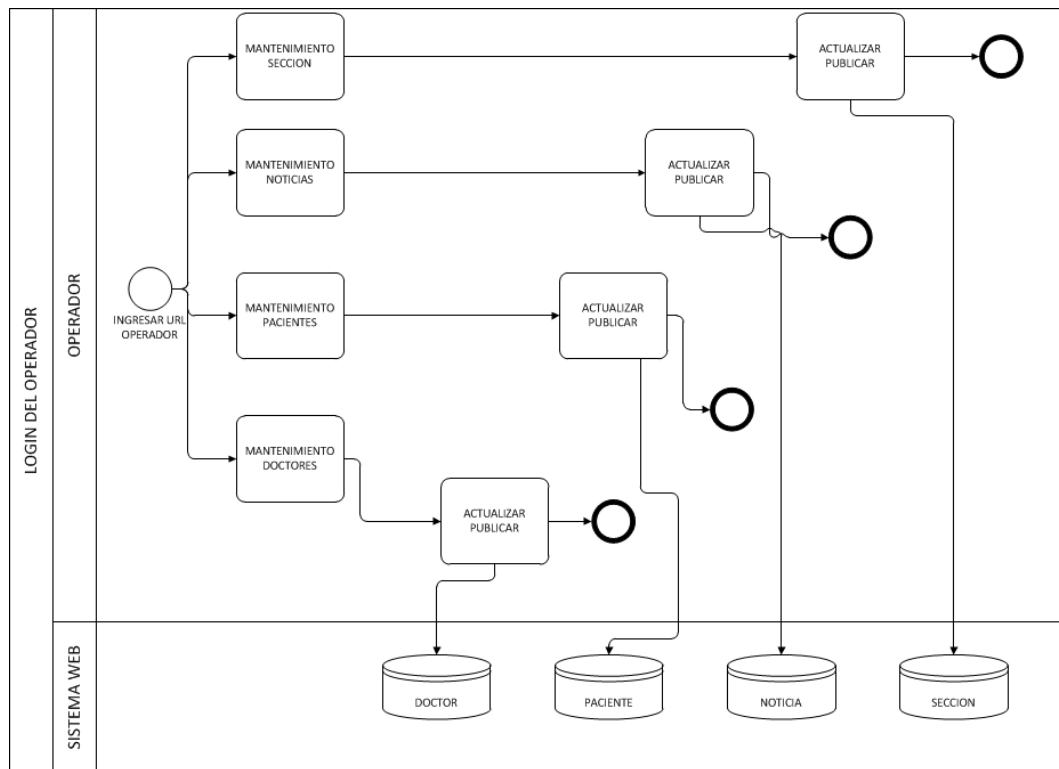 LOGIN DEL OPERADOR
OPERADOR
MANTENIMIENTO
SECCION
ACTUALIZAR
PUBLICAR
MANTENIMIENTO
NOTICIAS
ACTUALIZAR
PUBLICAR
INGRESAR URL
OPERADOR
MANTENIMIENTO
PACIENTES
ACTUALIZAR
PUBLICAR
MANTENIMIENTO
DOCTORES
ACTUALIZAR
PUBLICAR
SISTEMA WEB
DOCTOR
PACIENTE
NOTICIA
SECCION